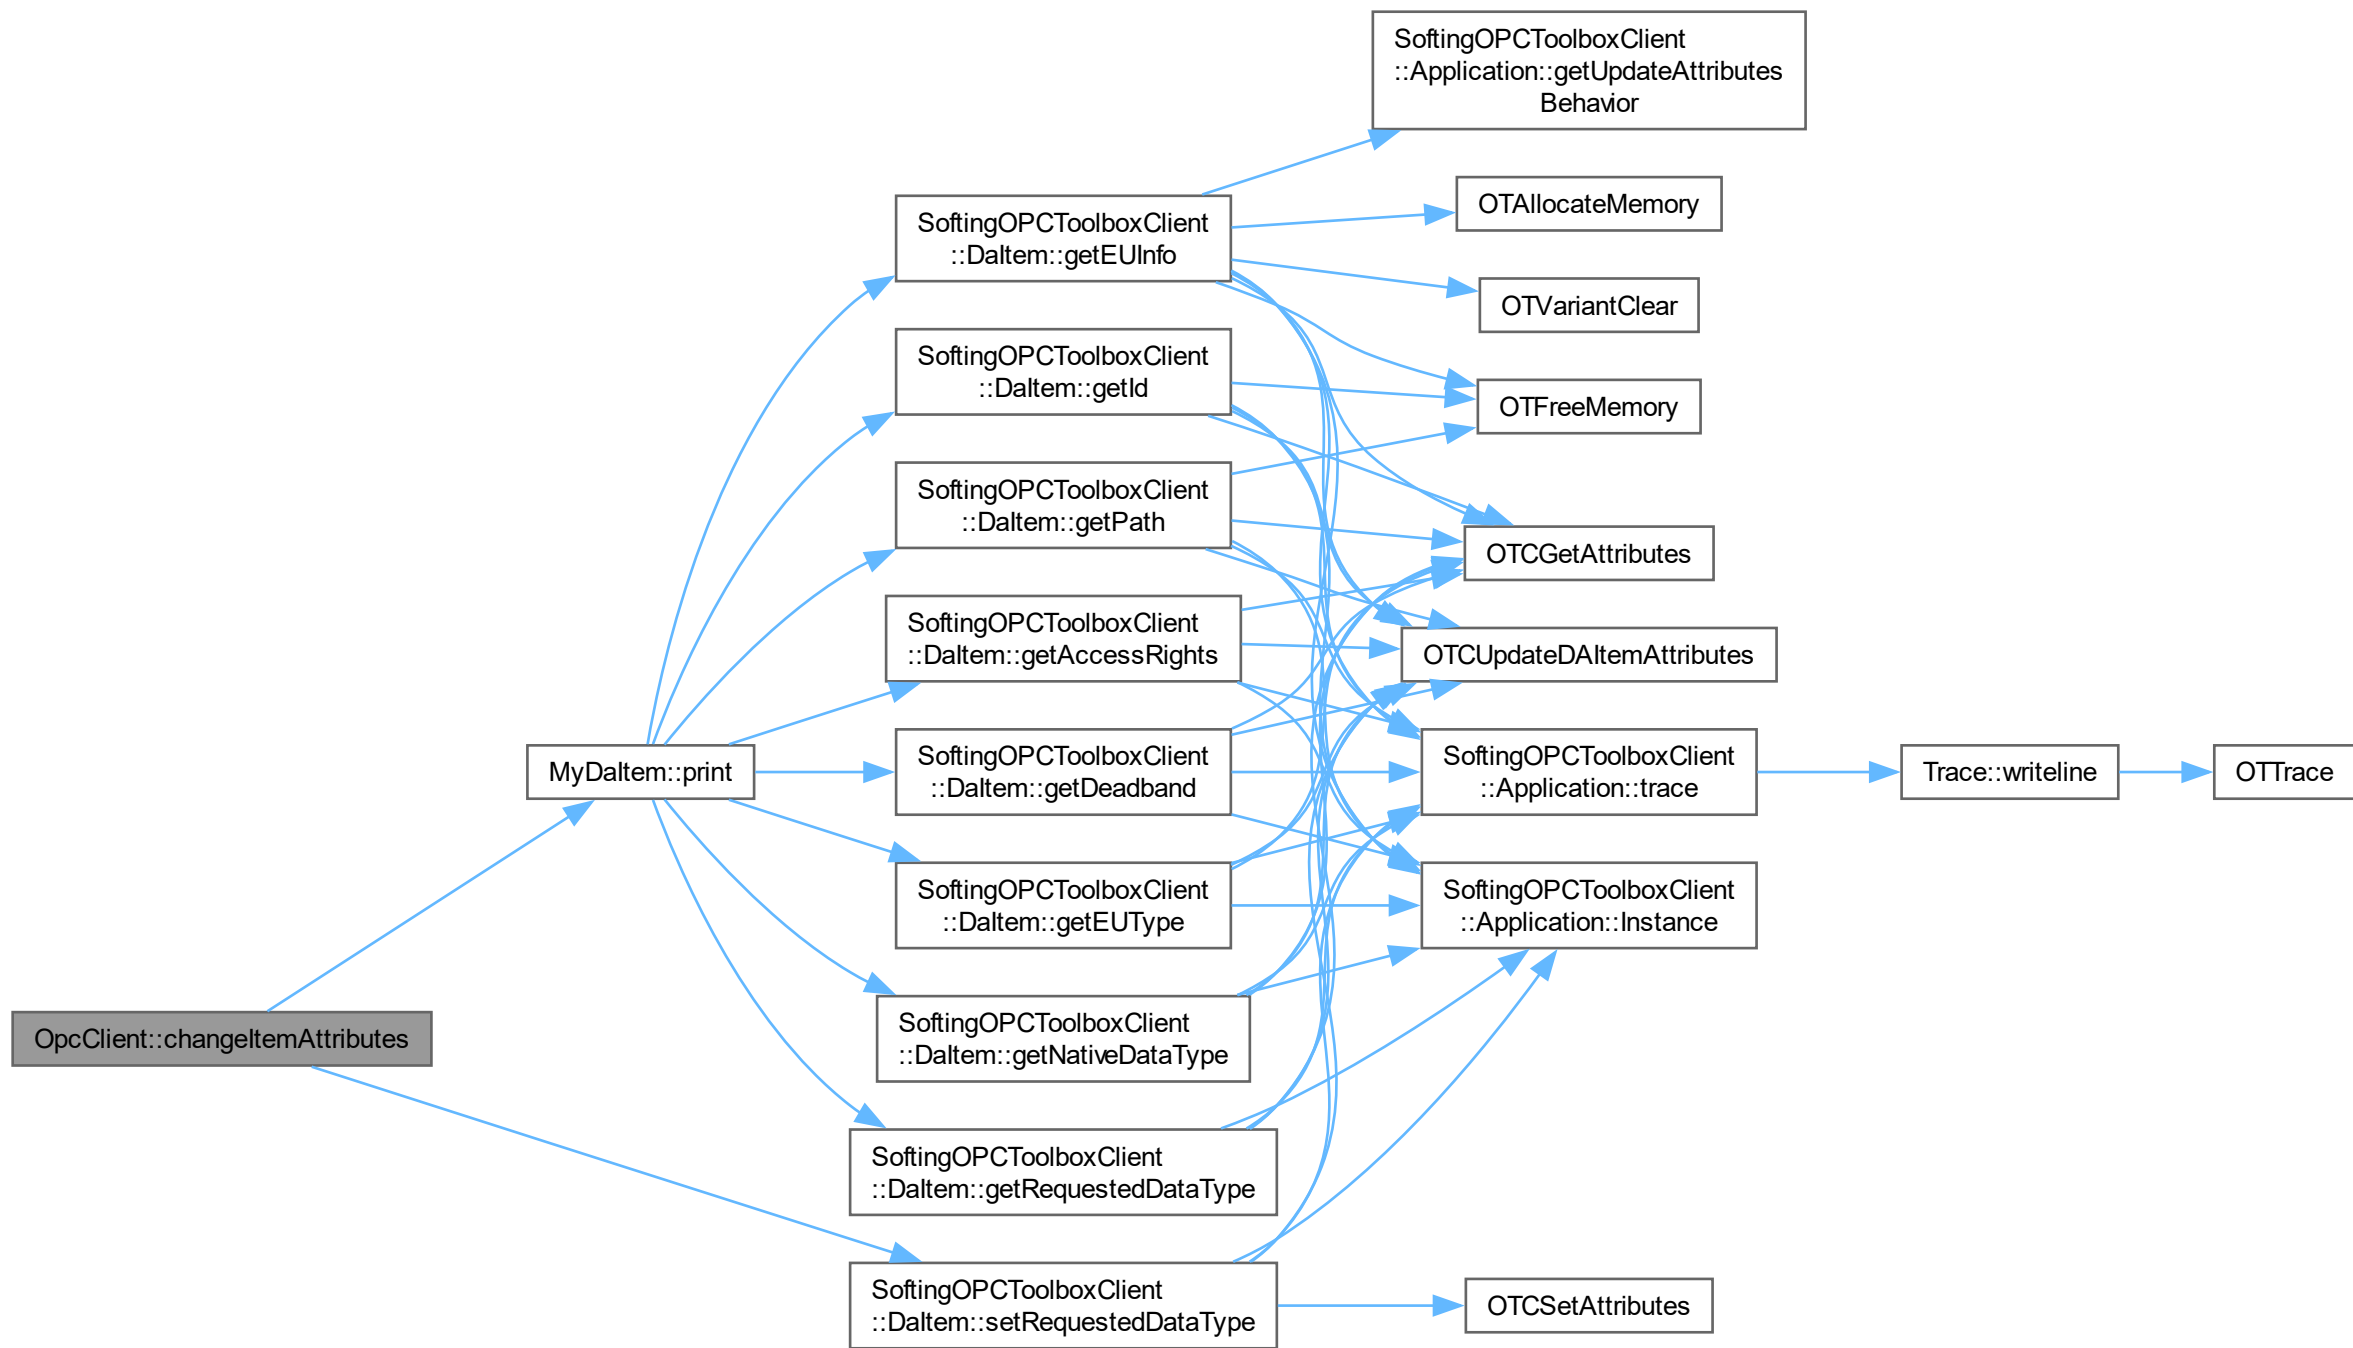 OpcClient::changeItemAttributes
MyDaItem::print
SoftingOPCToolboxClient
::DaItem::getEUInfo
SoftingOPCToolboxClient
::DaItem::getId
SoftingOPCToolboxClient
::DaItem::getPath
SoftingOPCToolboxClient
::DaItem::getAccessRights
SoftingOPCToolboxClient
::DaItem::getDeadband
SoftingOPCToolboxClient
::DaItem::getEUType
SoftingOPCToolboxClient
::DaItem::getNativeDataType
SoftingOPCToolboxClient
::DaItem::getRequestedDataType
SoftingOPCToolboxClient
::DaItem::setRequestedDataType
SoftingOPCToolboxClient
::Application::getUpdateAttributes
Behavior
OTAllocateMemory
OTVariantClear
OTFreeMemory
OTCGetAttributes
OTCUpdateDAItemAttributes
SoftingOPCToolboxClient
::Application::trace
SoftingOPCToolboxClient
::Application::Instance
OTCSetAttributes
Trace::writeline
OTTrace